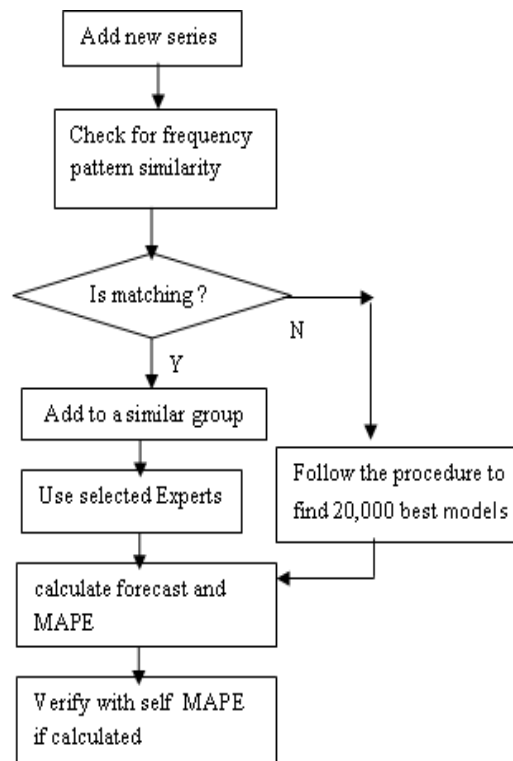 Add new series
Check for frequency
pattern similarity
Is matching ?
N
Y
Add to a similar group
Use selected Experts
Follow the procedure to
find 20,000 best models
calculate forecast and
MAPE
Verify with self MAPE
if calculated